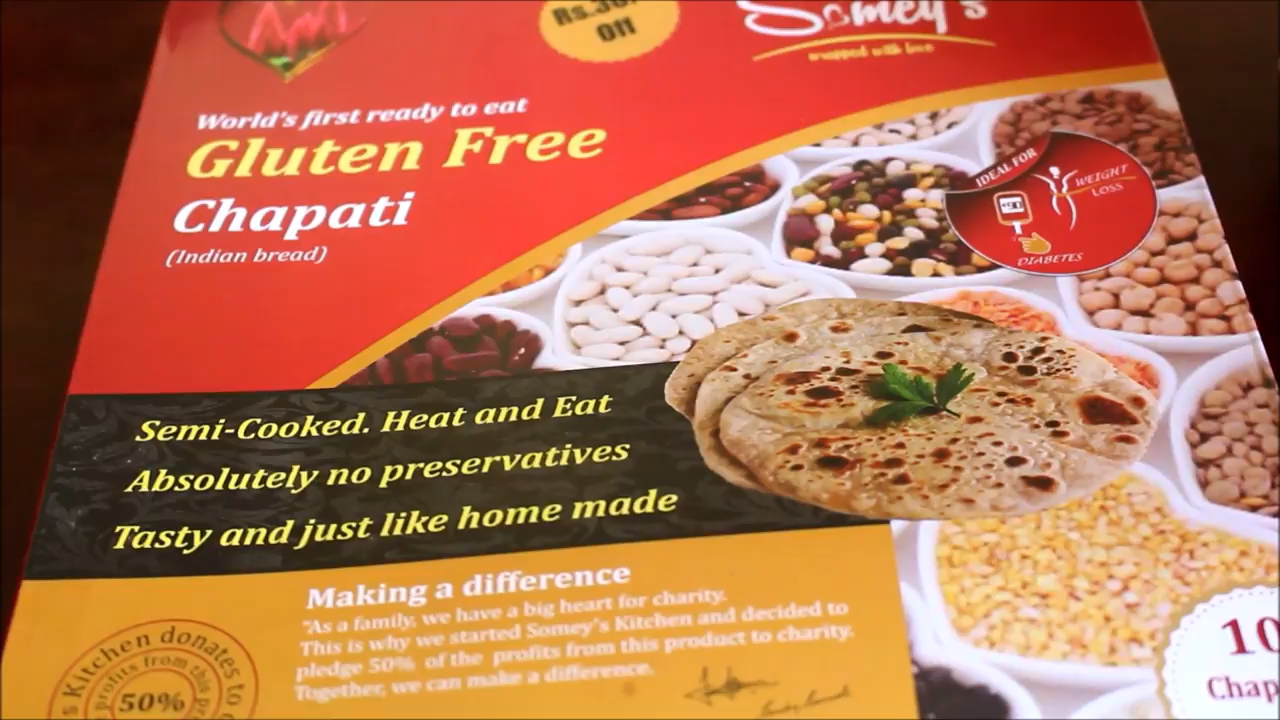 Off
Somey's
wrapped with love
World's first ready to eat
Gluten Free
Chapati
(Indian bread)
IDEAL FOR
WEIGHT
LOSS
DIABETES
Semi-Cooked. Heat and Eat
Absolutely no preservatives
Tasty and just like home made
Making a difference
"As a family, we have a big heart for charity.
This is why we started Somey's Kitchen and decided to
pledge 50% of the profits from this product to charity.
Together, we can make a difference.
Kitchen donates to
profits from this
50%
10
Chap